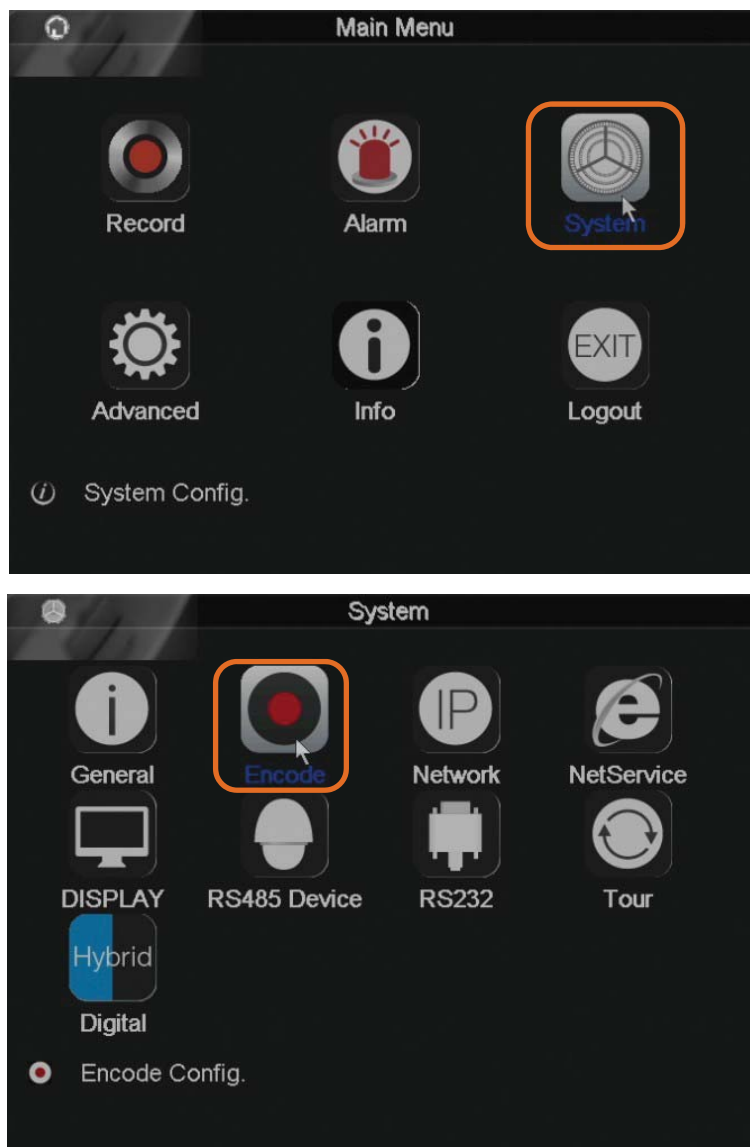 Main Menu
Record Alarm System
EXIT
Advanced Info Logout
System Config.
System
IP
General Encode Network NetService
DISPLAY RS485 Device RS232 Tour
Hybrid
Digital
Encode Config.